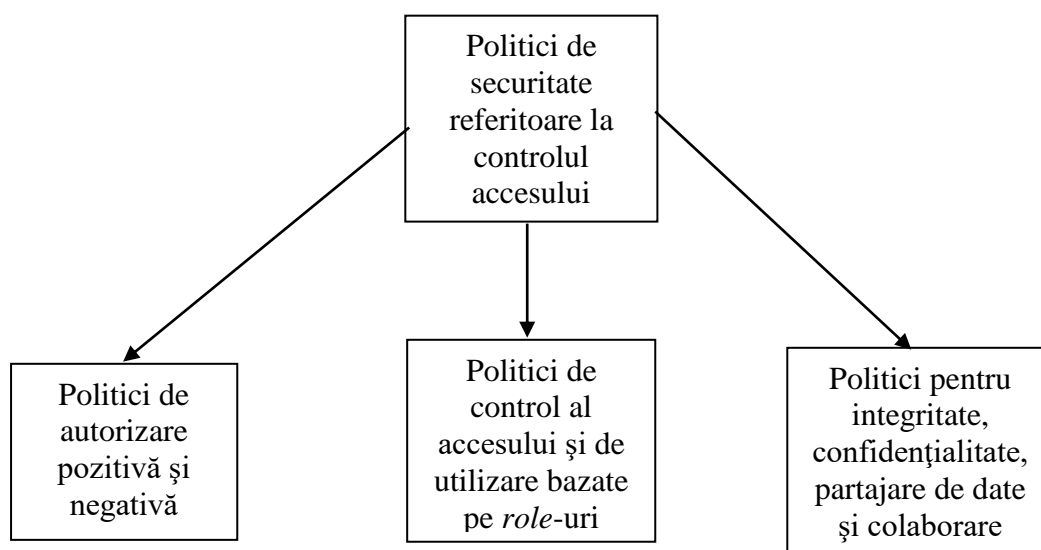 Politici de
securitate
referitoare la
controlul
accesului
Politici de
autorizare
pozitivă şi
negativă
Politici de
control al
accesului şi de
utilizare bazate
pe role-uri
Politici pentru
integritate,
confidenţialitate,
partajare de date
şi colaborare